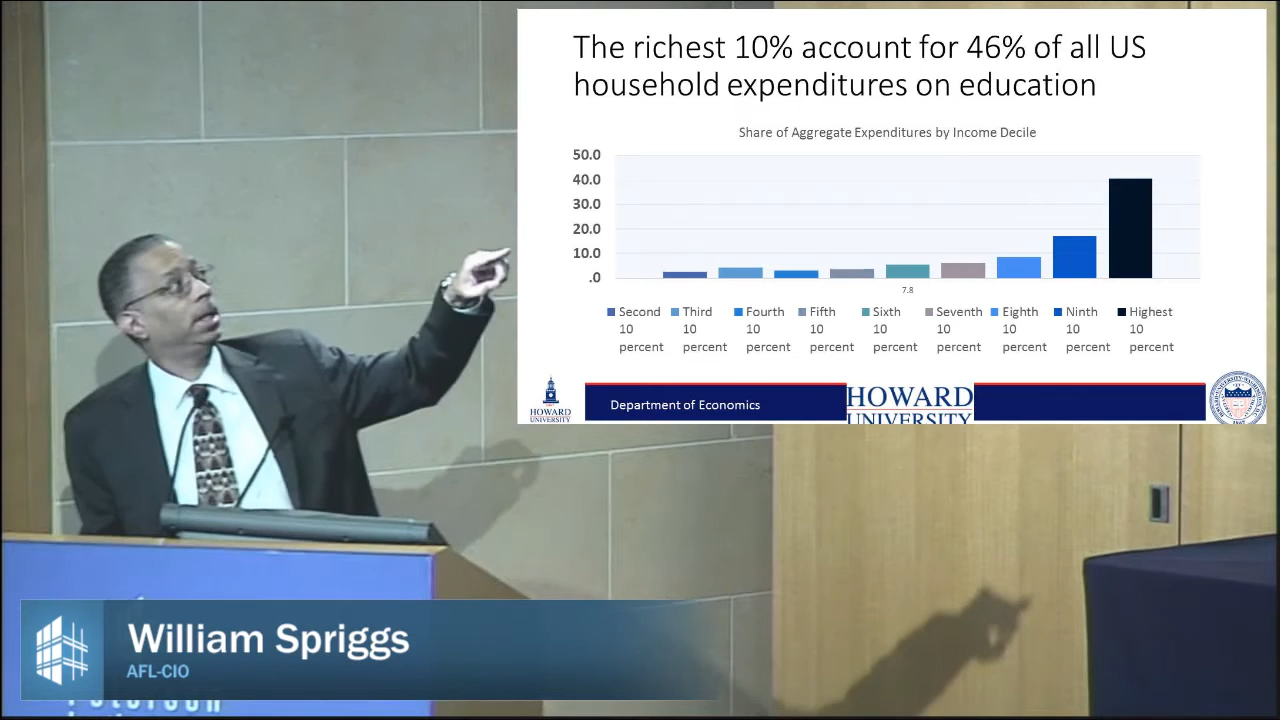 The richest 10% account for 46% of all US
household expenditures on education
Share of Aggregate Expenditures by Income Decile
50.0
40.0
30.0
20.0
10.0
.0
7.8
Second 10 percent
Third 10 percent
Fourth 10 percent
Fifth 10 percent
Sixth 10 percent
Seventh 10 percent
Eighth 10 percent
Ninth 10 percent
Highest 10 percent
HOWARD
UNIVERSITY
Department of Economics
HOWARD
UNIVERSITY
William Spriggs
AFL-CIO
Peterson